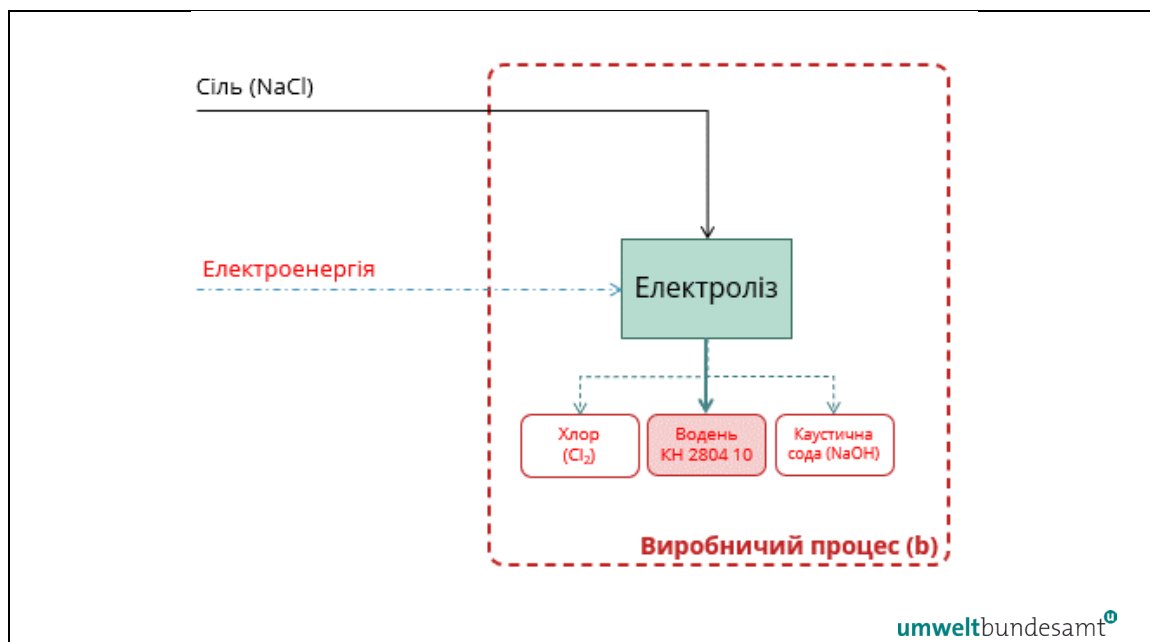 Сіль (NaCl)
Електроенергія
Електроліз
Хлор
(Cl₂)
Водень
КН 2804 10
Каустична
сода (NaOH)
Виробничий процес (b)
umweltbundesamt
u